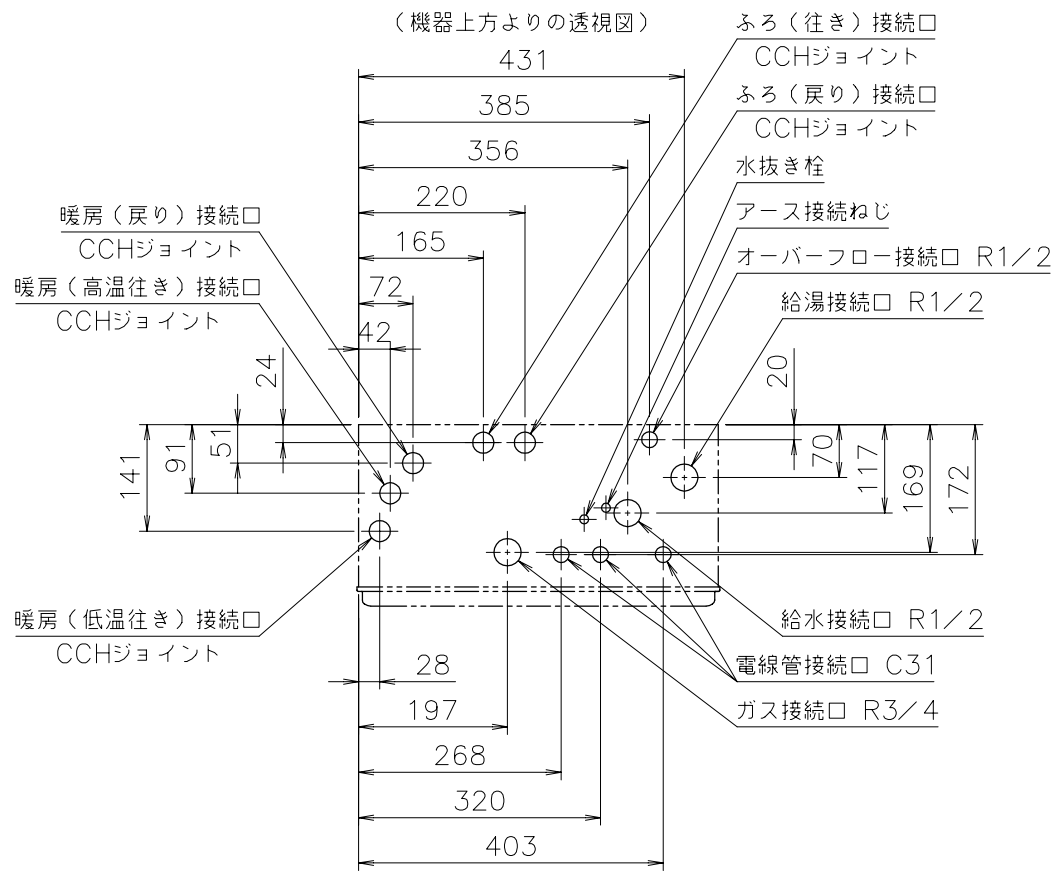 (機器上方よりの透視図)
ふろ(往き)接続口
CCHジョイント
431
ふろ(戻り)接続口
CCHジョイント
385
356
水抜き栓
220
アース接続ねじ
暖房(戻り)接続口
CCHジョイント
165
オーバーフロー接続口 R1/2
暖房(高温往き)接続口
CCHジョイント
72
給湯接続口 R1/2
42
24
20
51
91
141
70
117
169
172
暖房(低温往き)接続口
CCHジョイント
給水接続口 R1/2
28
電線管接続口 C31
197
ガス接続口 R3/4
268
320
403